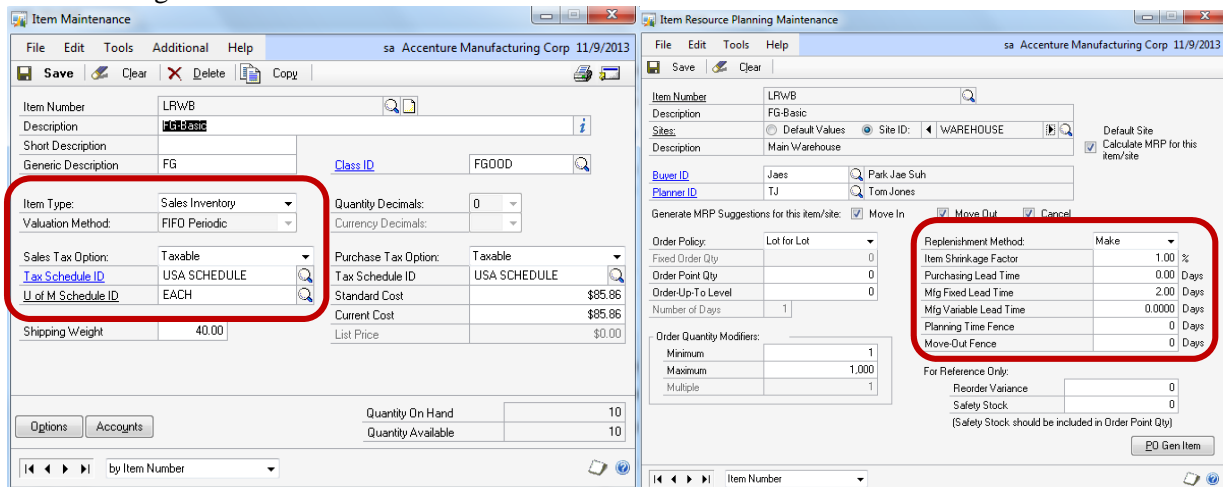 Item Maintenance
File Edit Tools Additional Help sa Accenture Manufacturing Corp 11/9/2013
Save Clear Delete Copy
Item Number LRWB
Description FG-Basic
Short Description
Generic Description FG Class ID FGOOD
Item Type: Sales Inventory Quantity Decimals: 0
Valuation Method: FIFO Periodic Currency Decimals:
Sales Tax Option: Taxable Purchase Tax Option: Taxable
Tax Schedule ID USA SCHEDULE Tax Schedule ID USA SCHEDULE
U of M Schedule ID EACH Standard Cost $85.86
Current Cost $85.86
Shipping Weight 40.00 List Price $0.00
Quantity On Hand 10
Options Accounts Quantity Available 10
by Item Number
Item Resource Planning Maintenance
File Edit Tools Help sa Accenture Manufacturing Corp 11/9/2013
Save Clear
Item Number LRWB
Description FG-Basic
Sites: Default Values Site ID: WAREHOUSE Default Site
Description Main Warehouse Calculate MRP for this item/site
Buyer ID Jaes Park Jae Suh
Planner ID TJ Tom Jones
Generate MRP Suggestions for this item/site: Move In Move Out Cancel
Order Policy: Lot for Lot Replenishment Method: Make
Fixed Order Qty 0 Item Shrinkage Factor 1.00 %
Order Point Qty 0 Purchasing Lead Time 0.00 Days
Order-Up-To Level 0 Mfg Fixed Lead Time 2.00 Days
Number of Days 1 Mfg Variable Lead Time 0.0000 Days
Planning Time Fence 0 Days
Order Quantity Modifiers: Move-Out Fence 0 Days
Minimum 1
Maximum 1,000 For Reference Only:
Multiple 1 Reorder Variance 0
Safety Stock 0
(Safety Stock should be included in Order Point Qty)
PO Gen Item
Item Number